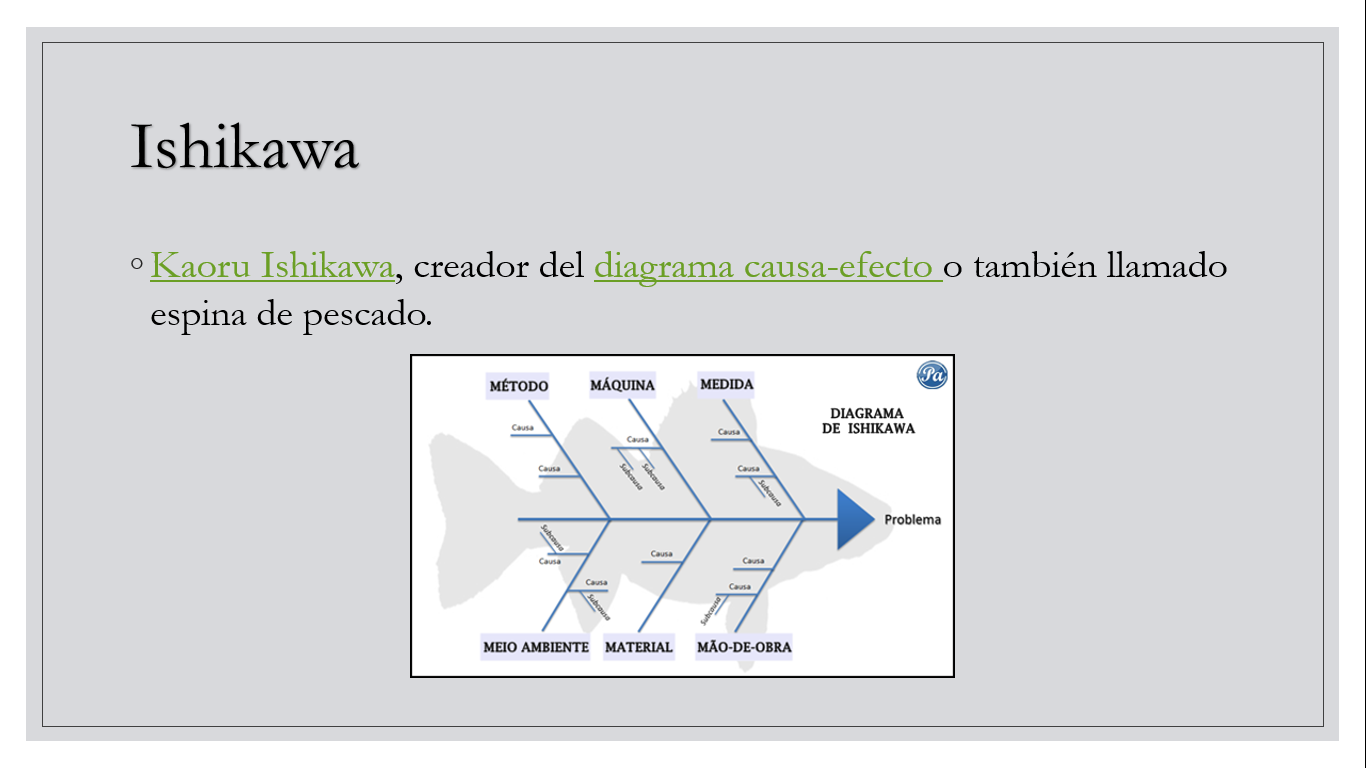 Ishikawa
Kaoru Ishikawa, creador del diagrama causa-efecto o también llamado
espina de pescado.
Pa
MÉTODO
MÁQUINA
MEDIDA
DIAGRAMA
DE ISHIKAWA
Causa
Causa
Causa
Subcausa
Subcausa
Causa
Causa
Subcausa
Problema
Subcausa
Causa
Causa
Subcausa
Causa
Causa
Causa
Subcausa
MEIO AMBIENTE
MATERIAL
MÃO-DE-OBRA